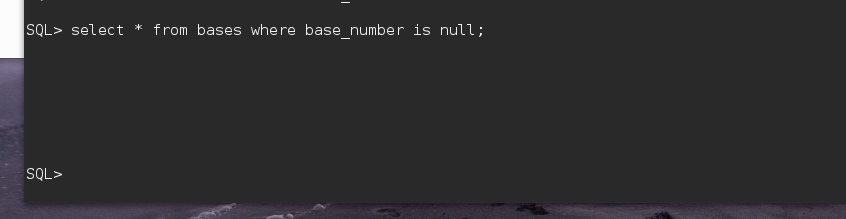 SQL> select * from bases where base_number is null;
SQL>